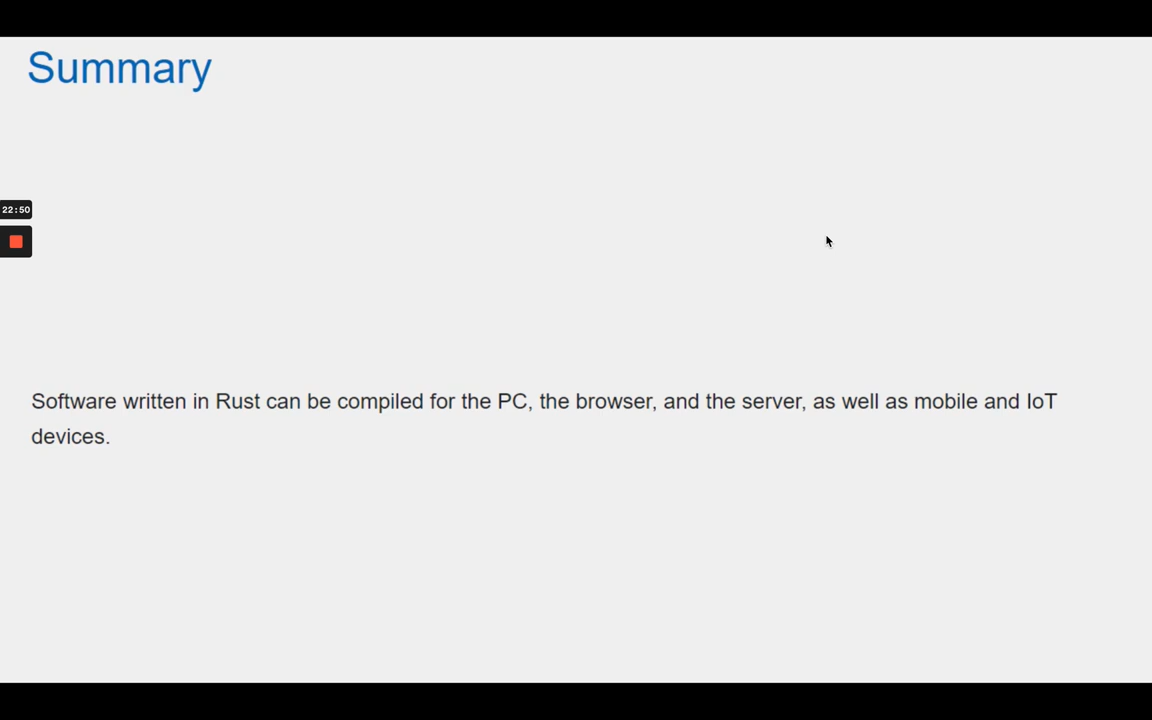 Summary
22:50
Software written in Rust can be compiled for the PC, the browser, and the server, as well as mobile and IoT
devices.